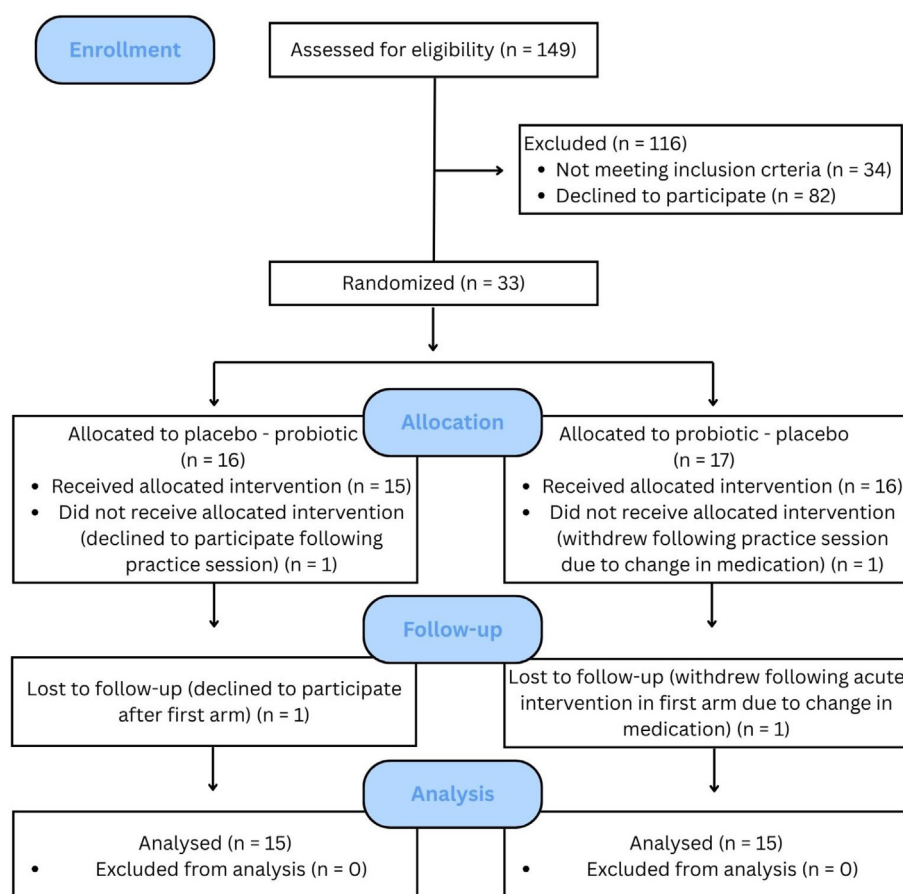 Enrollment
Assessed for eligibility (n = 149)
Excluded (n = 116)
• Not meeting inclusion crteria (n = 34)
• Declined to participate (n = 82)
Randomized (n = 33)
Allocation
Allocated to placebo - probiotic
(n = 16)
• Received allocated intervention (n = 15)
• Did not receive allocated intervention
(declined to participate following
practice session) (n = 1)
Allocated to probiotic - placebo
(n = 17)
• Received allocated intervention (n = 16)
• Did not receive allocated intervention
(withdrew following practice session
due to change in medication) (n = 1)
Follow-up
Lost to follow-up (declined to participate
after first arm) (n = 1)
Lost to follow-up (withdrew following acute
intervention in first arm due to change in
medication) (n = 1)
Analysis
Analysed (n = 15)
• Excluded from analysis (n = 0)
Analysed (n = 15)
• Excluded from analysis (n = 0)